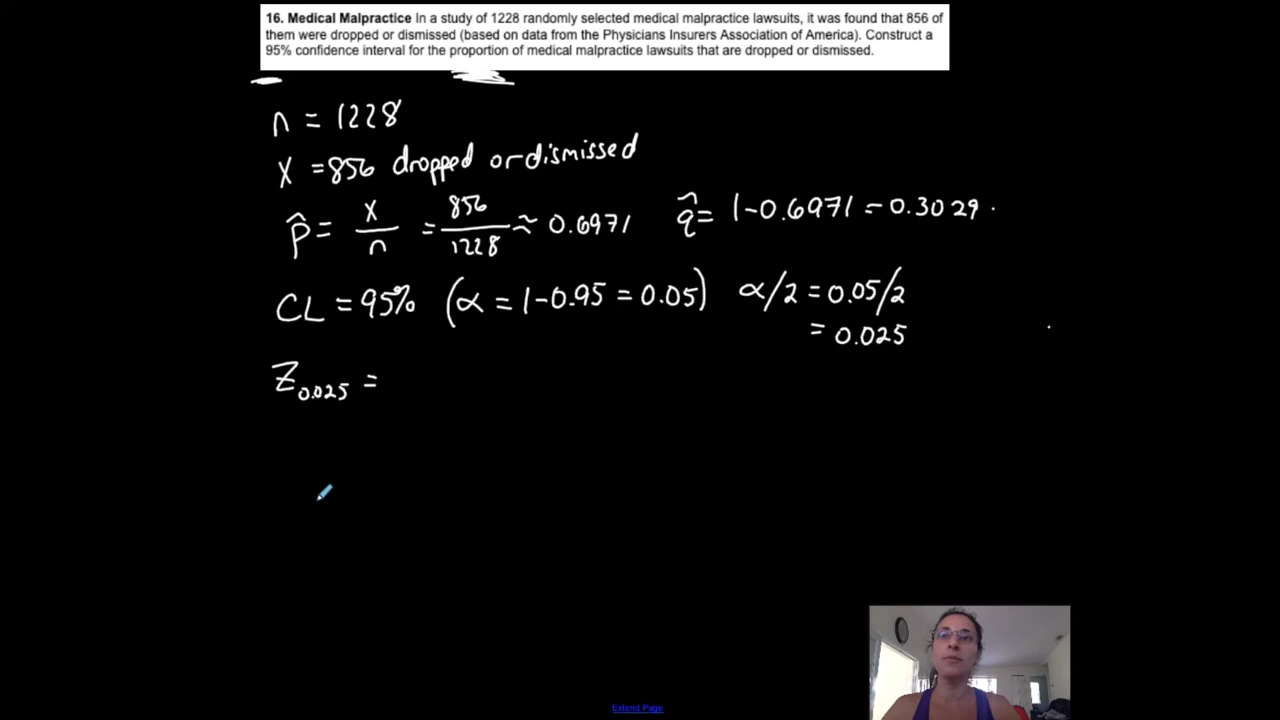 16. Medical Malpractice In a study of 1228 randomly selected medical malpractice lawsuits, it was found that 856 of
them were dropped or dismissed (based on data from the Physicians Insurers Association of America). Construct a
95% confidence interval for the proportion of medical malpractice lawsuits that are dropped or dismissed.
n = 1228
X = 856 dropped or dismissed
p̂ = x/n = 856/1228 ≈ 0.6971 q̂ = 1-0.6971 = 0.3029.
CL = 95% (α = 1-0.95 = 0.05) α/2 = 0.05/2
= 0.025
Z0.025 =
Extend Page